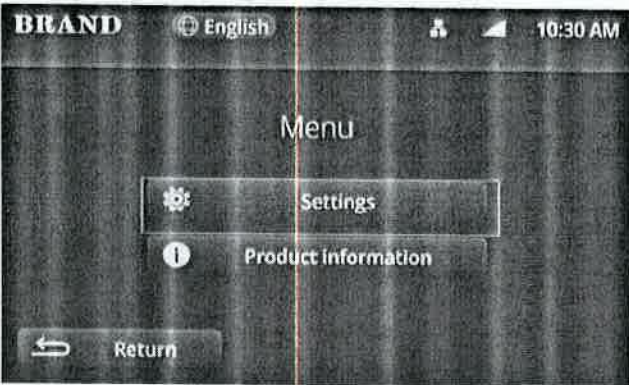 BRAND English 10:30 AM
Menu
Settings
Product information
Return